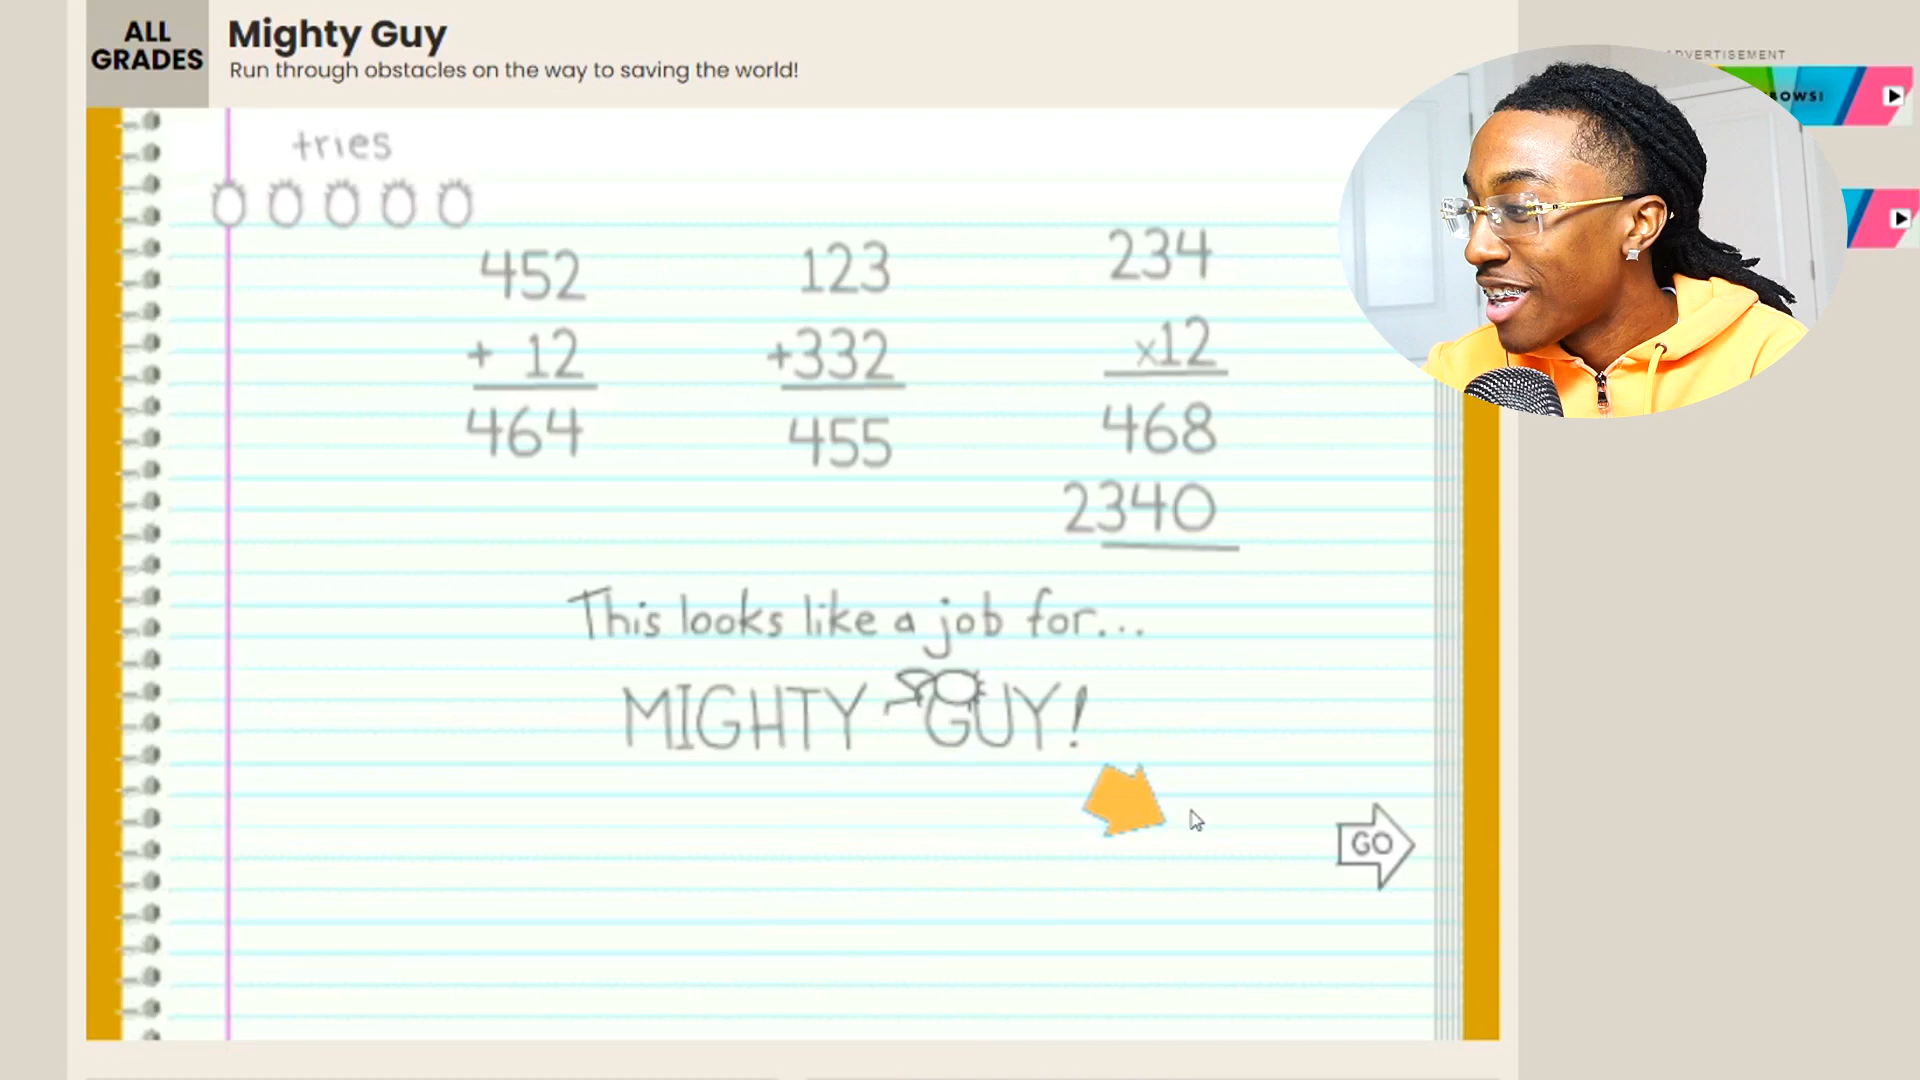 ALL
GRADES
Mighty Guy
Run through obstacles on the way to saving the world!
ADVERTISEMENT
tries
452
+ 12
464
123
+332
455
234
x12
468
2340
This looks like a job for...
MIGHTY GUY!
GO